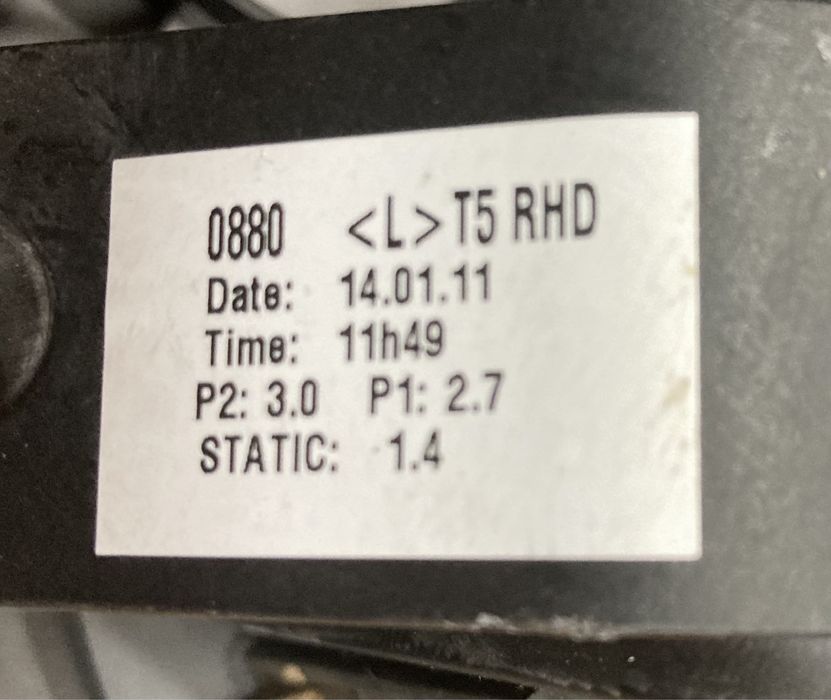 0880 <L> T5 RHD
Date: 14.01.11
Time: 11h49
P2: 3.0 P1: 2.7
STATIC: 1.4